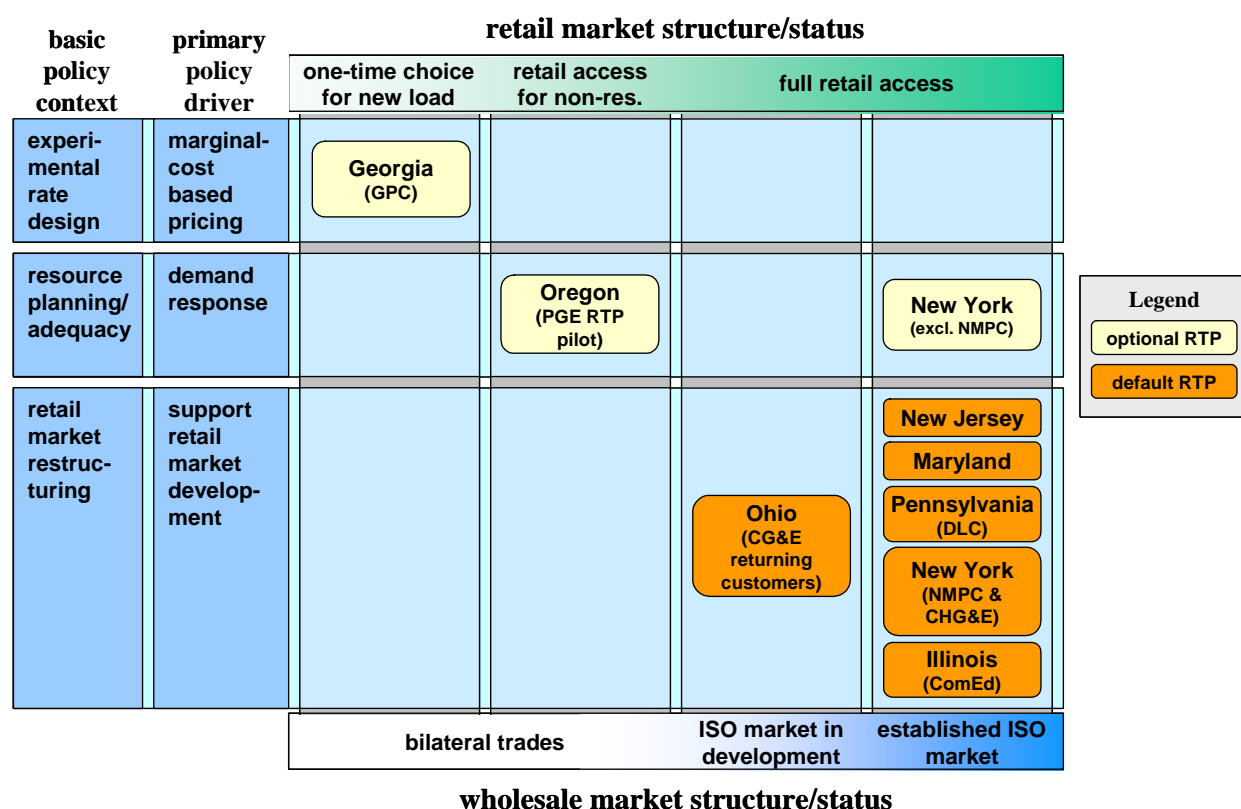 retail market structure/status
basic
policy
context
primary
policy
driver
one-time choice
for new load
retail access
for non-res.
full retail access
experi-
mental
rate
design
marginal-
cost
based
pricing
Georgia
(GPC)
resource
planning/
adequacy
demand
response
Oregon
(PGE RTP
pilot)
New York
(excl. NMPC)
Legend
optional RTP
default RTP
retail
market
restruc-
turing
support
retail
market
develop-
ment
Ohio
(CG&E
returning
customers)
New Jersey
Maryland
Pennsylvania
(DLC)
New York
(NMPC &
CHG&E)
Illinois
(ComEd)
bilateral trades
ISO market in
development
established ISO
market
wholesale market structure/status